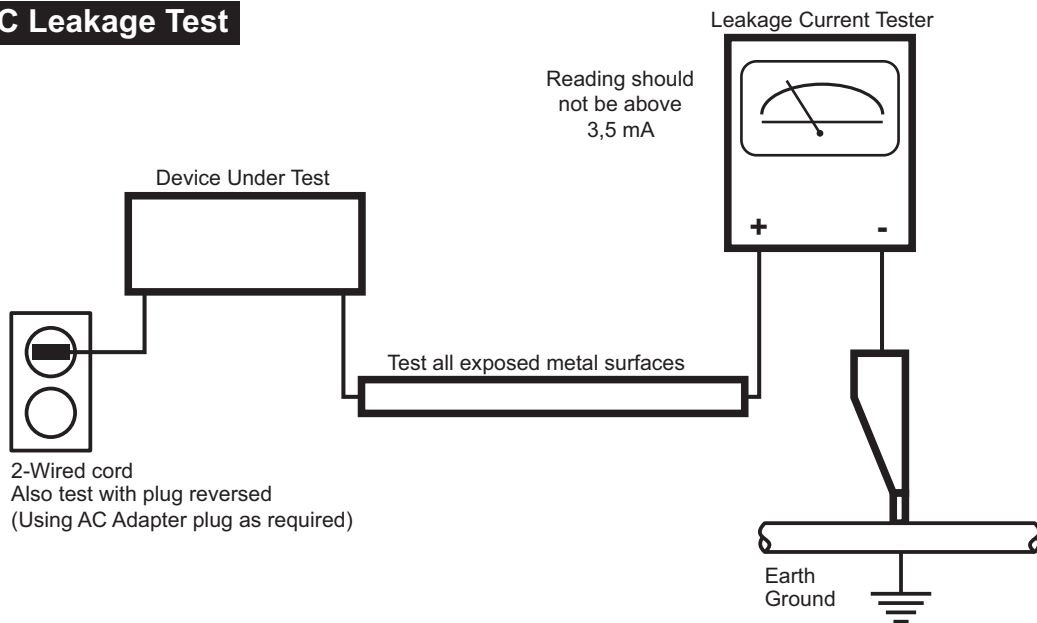 C Leakage Test
Leakage Current Tester
Reading should
not be above
3,5 mA
Device Under Test
+ -
Test all exposed metal surfaces
2-Wired cord
Also test with plug reversed
(Using AC Adapter plug as required)
Earth
Ground